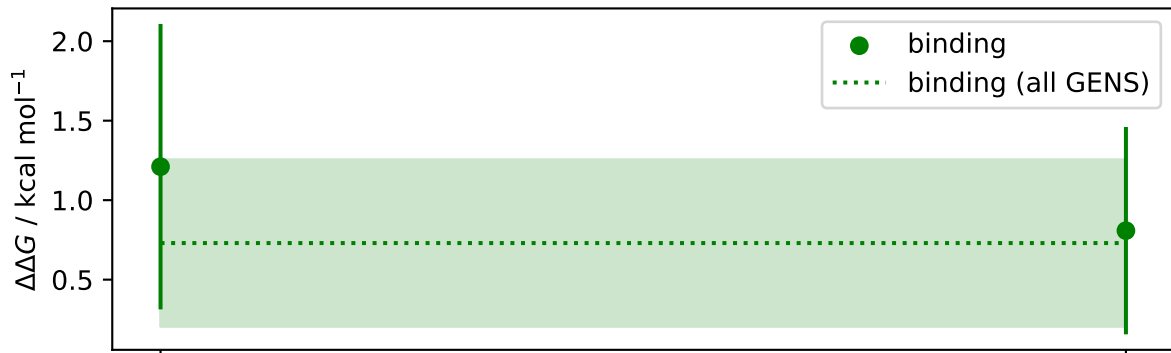 2.0
1.5
1.0
0.5
ΔΔG / kcal mol⁻¹
binding
binding (all GENS)